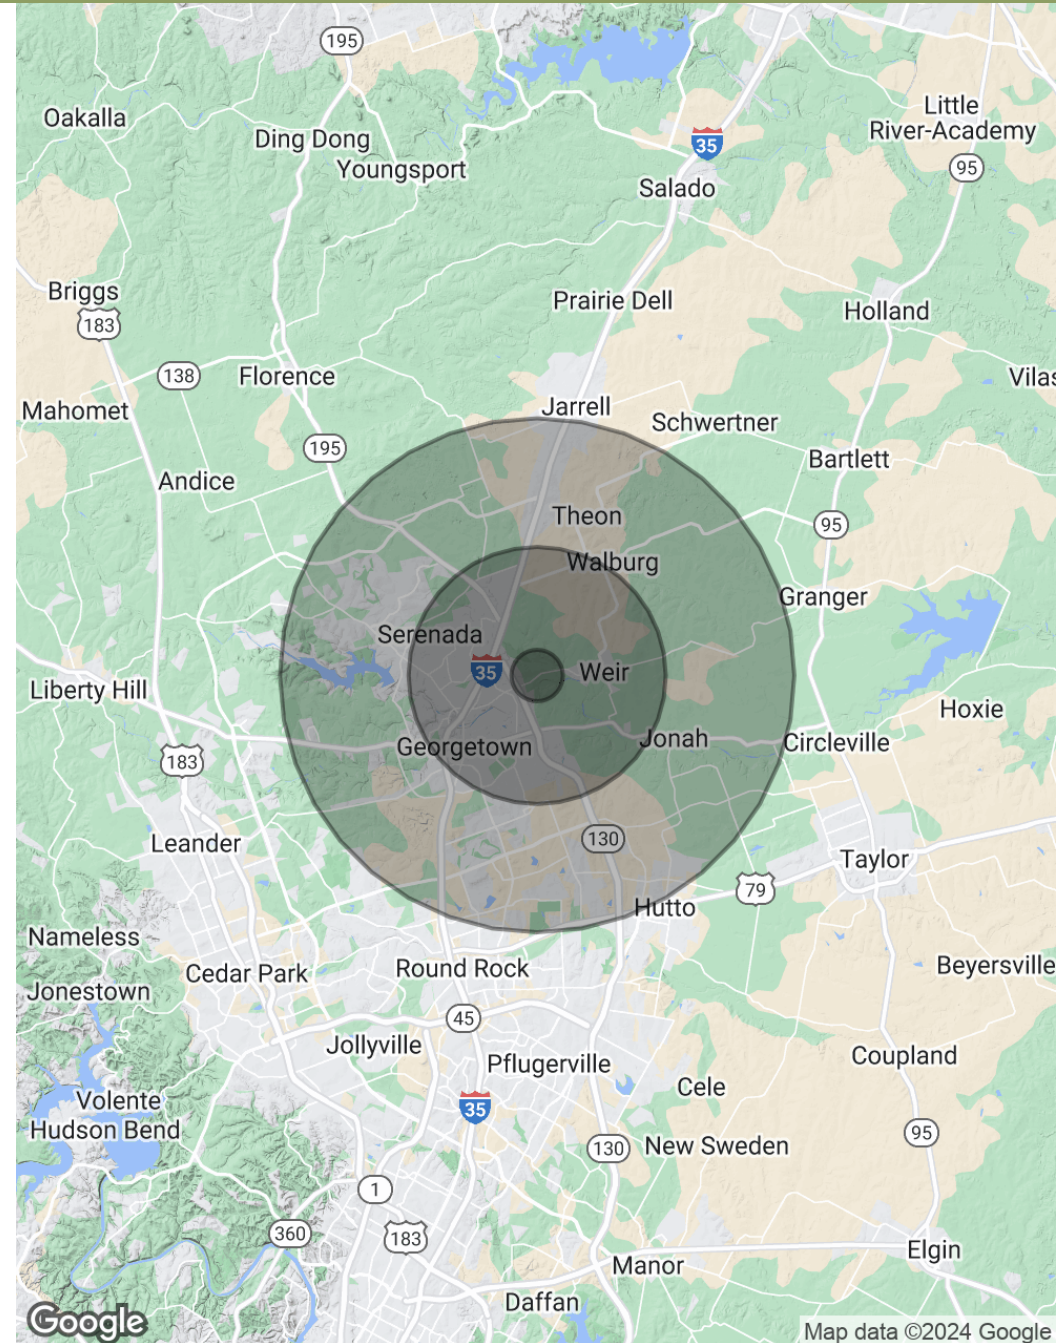 195
Oakalla
Little
River-Academy
Ding Dong
35
Youngsport
95
Salado
Briggs
Prairie Dell
Holland
183
138
Florence
Vilas
Mahomet
Jarrell
Schwertner
195
Bartlett
Andice
Theon
95
Walburg
Granger
Serenada
35
Weir
Liberty Hill
Hoxie
Georgetown
Jonah
Circleville
183
130
Leander
Taylor
79
Hutto
Nameless
Cedar Park
Round Rock
Beyersville
Jonestown
45
Jollyville
Pflugerville
Coupland
Cele
Volente
Hudson Bend
35
95
130
New Sweden
1
360
183
Elgin
Manor
Daffan
Google
Map data ©2024 Google